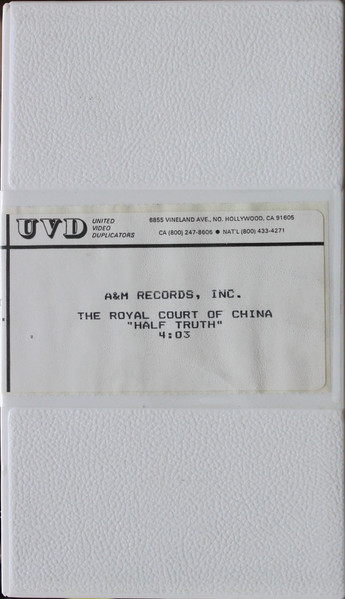 UVD UNITED VIDEO DUPLICATORS
6855 VINELAND AVE., NO. HOLLYWOOD, CA 91605
CA (800) 247-8606 ● NAT'L (800) 433-4271
A&M RECORDS, INC.
THE ROYAL COURT OF CHINA
"HALF TRUTH"
4:03